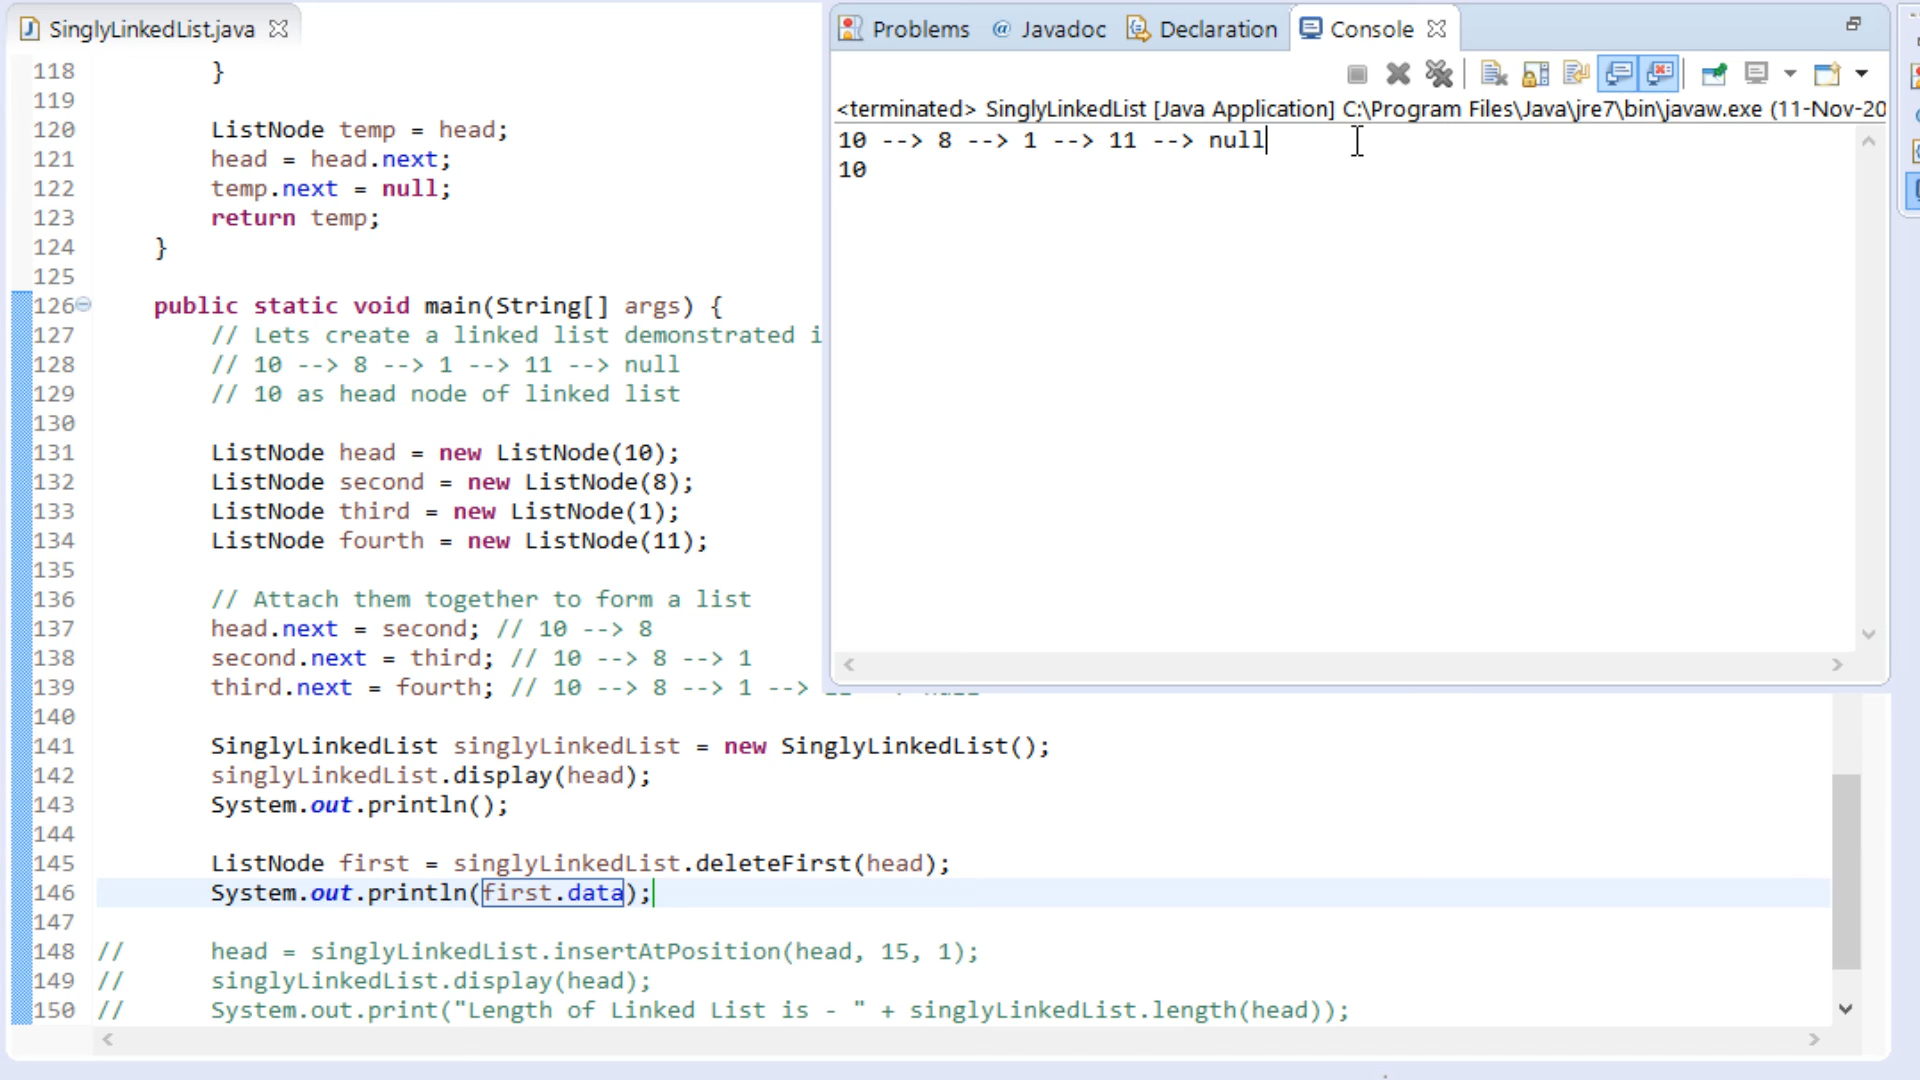 SinglyLinkedList.java
118 }
119
120 ListNode temp = head;
121 head = head.next;
122 temp.next = null;
123 return temp;
124 }
125
126 public static void main(String[] args) {
127 // Lets create a linked list demonstrated i
128 // 10 --> 8 --> 1 --> 11 --> null
129 // 10 as head node of linked list
130
131 ListNode head = new ListNode(10);
132 ListNode second = new ListNode(8);
133 ListNode third = new ListNode(1);
134 ListNode fourth = new ListNode(11);
135
136 // Attach them together to form a list
137 head.next = second; // 10 --> 8
138 second.next = third; // 10 --> 8 --> 1
139 third.next = fourth; // 10 --> 8 --> 1 -->
140
141 SinglyLinkedList singlyLinkedList = new SinglyLinkedList();
142 singlyLinkedList.display(head);
143 System.out.println();
144
145 ListNode first = singlyLinkedList.deleteFirst(head);
146 System.out.println(first.data);
147
148 // head = singlyLinkedList.insertAtPosition(head, 15, 1);
149 // singlyLinkedList.display(head);
150 // System.out.print("Length of Linked List is - " + singlyLinkedList.length(head));
Problems @ Javadoc Declaration Console
<terminated> SinglyLinkedList [Java Application] C:\Program Files\Java\jre7\bin\javaw.exe (11-Nov-20
10 --> 8 --> 1 --> 11 --> null
10